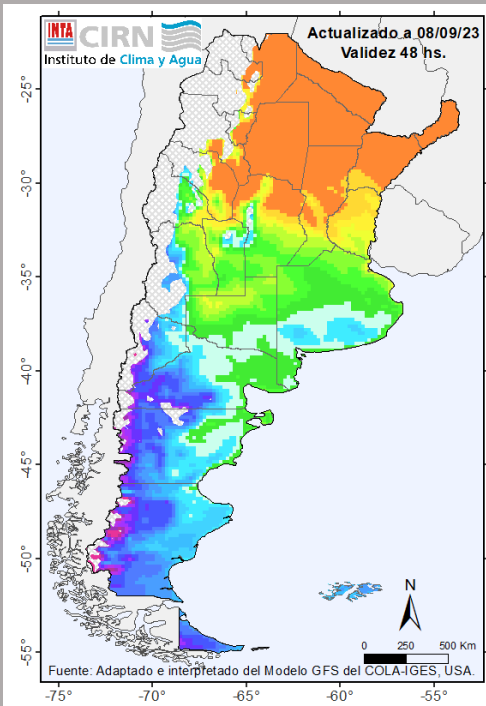 INTA CIRN
Instituto de Clima y Agua
Actualizado a 08/09/23
Validez 48 hs.
-25°
-30°
-35°
-40°
-45°
-50°
-55°
N
0 250 500 Km
Fuente: Adaptado e interpretado del Modelo GFS del COLA-IGES, USA.
-75° -70° -65° -60° -55°